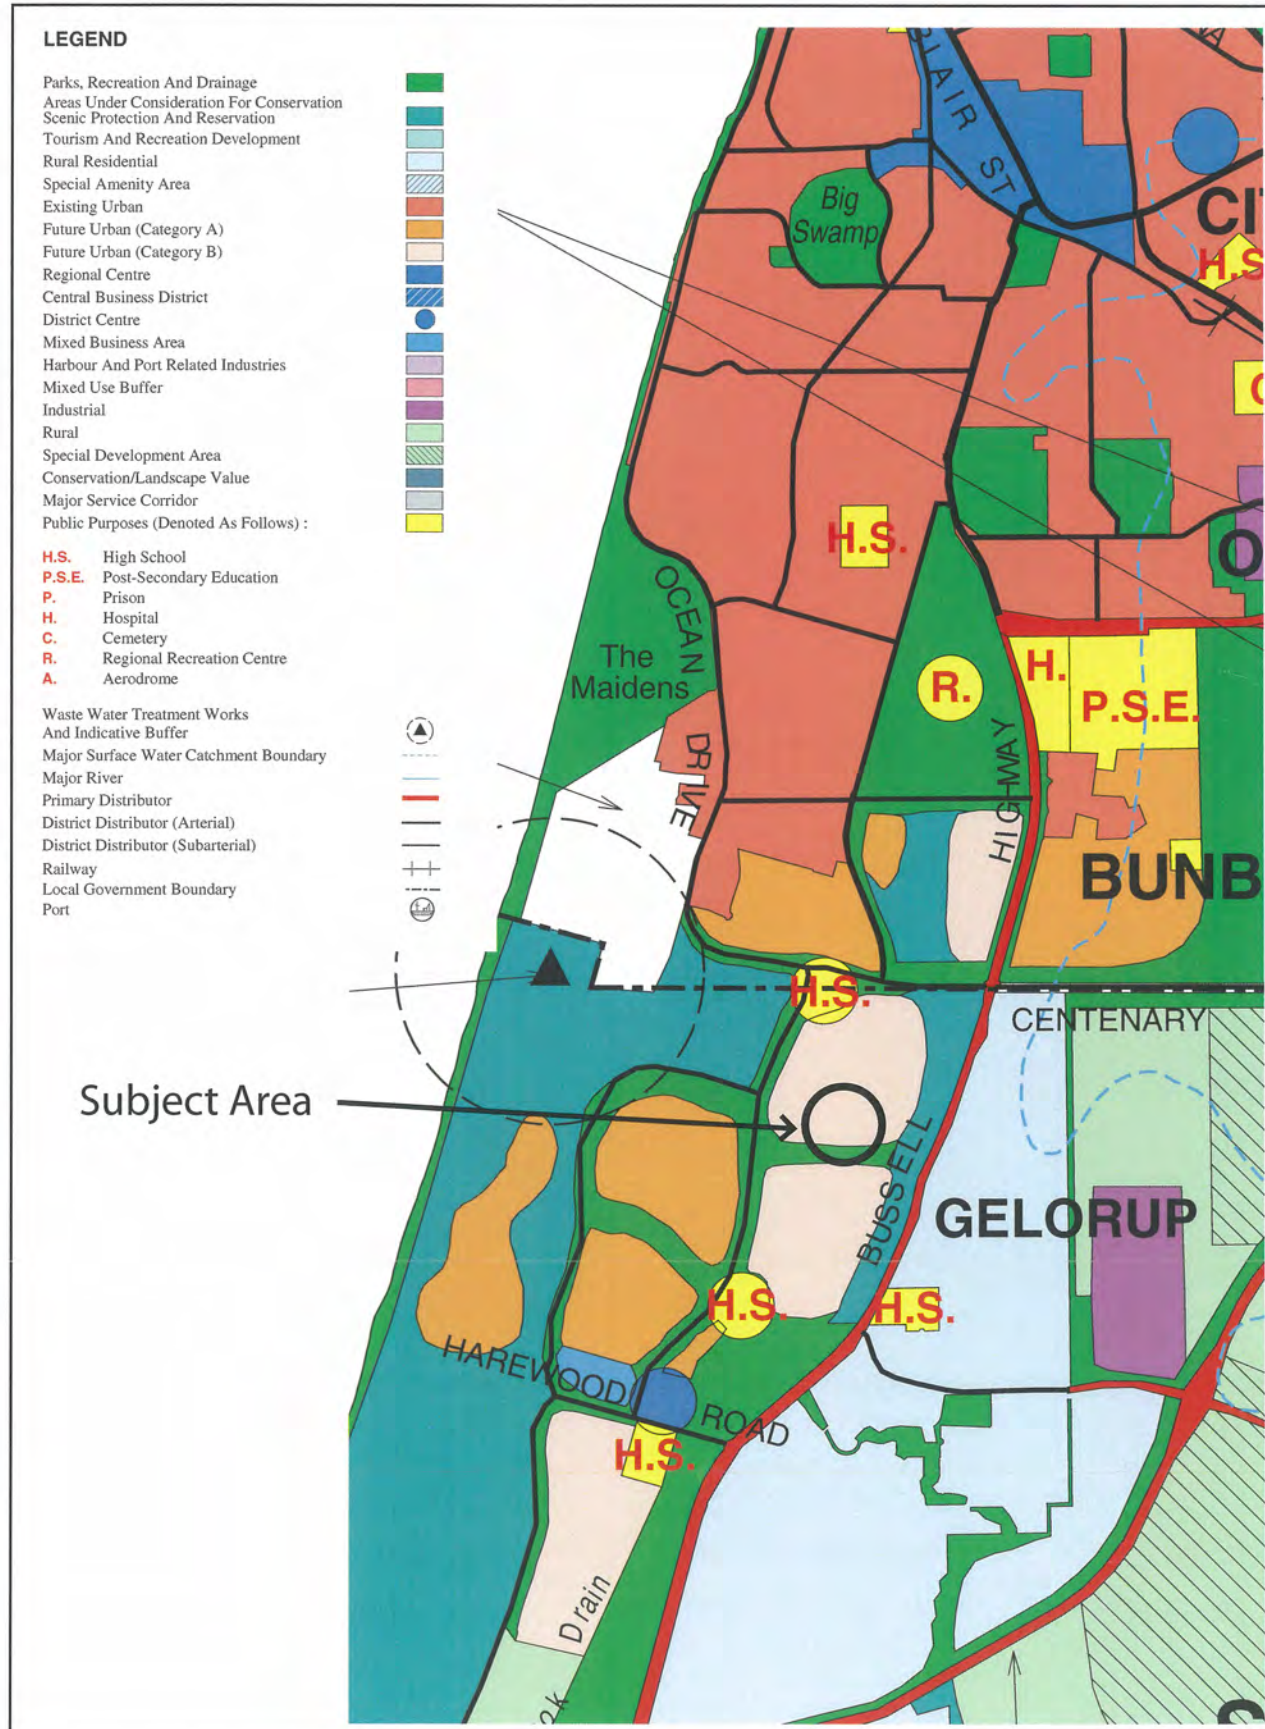 LEGEND
Parks, Recreation And Drainage
Areas Under Consideration For Conservation
Scenic Protection And Reservation
Tourism And Recreation Development
Rural Residential
Special Amenity Area
Existing Urban
Future Urban (Category A)
Future Urban (Category B)
Regional Centre
Central Business District
District Centre
Mixed Business Area
Harbour And Port Related Industries
Mixed Use Buffer
Industrial
Rural
Special Development Area
Conservation/Landscape Value
Major Service Corridor
Public Purposes (Denoted As Follows) :
H.S. High School
P.S.E. Post-Secondary Education
P. Prison
H. Hospital
C. Cemetery
R. Regional Recreation Centre
A. Aerodrome
Waste Water Treatment Works
And Indicative Buffer
Major Surface Water Catchment Boundary
Major River
Primary Distributor
District Distributor (Arterial)
District Distributor (Subarterial)
Railway
Local Government Boundary
Port
BLAIR ST
Big
Swamp
CI
H.S
C
H.S.
O
OCEAN
DRIVE
The
Maidens
R.
H.
P.S.E.
HIGHWAY
BUNB
H.S.
CENTENARY
Subject Area
BUSSELL
GELORUP
H.S.
H.S.
HAREWOOD
ROAD
H.S.
Drain
S